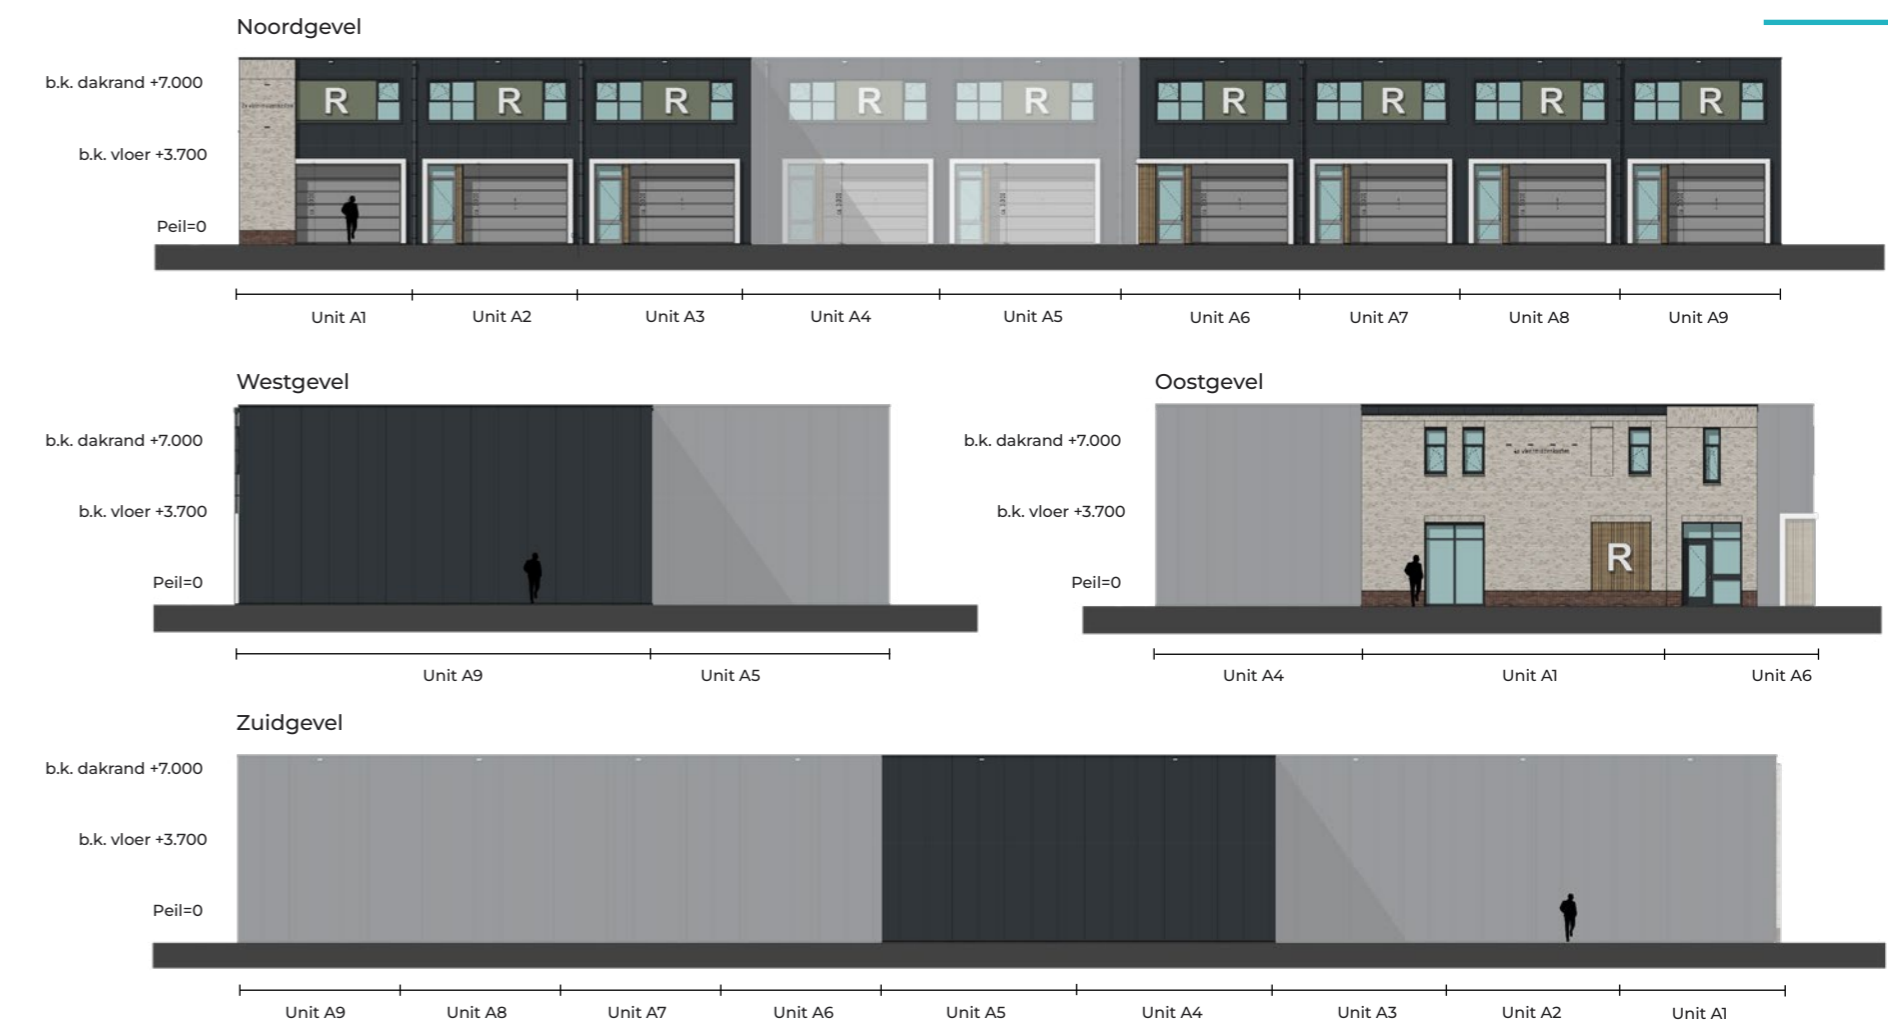 Noordgevel
b.k. dakrand +7.000
b.k. vloer +3.700
Peil=0
R R R R R R R R R
Unit A1 Unit A2 Unit A3 Unit A4 Unit A5 Unit A6 Unit A7 Unit A8 Unit A9
Westgevel
b.k. dakrand +7.000
b.k. vloer +3.700
Peil=0
Unit A9 Unit A5
Oostgevel
b.k. dakrand +7.000
b.k. vloer +3.700
Peil=0
R
Unit A4 Unit A1 Unit A6
Zuidgevel
b.k. dakrand +7.000
b.k. vloer +3.700
Peil=0
Unit A9 Unit A8 Unit A7 Unit A6 Unit A5 Unit A4 Unit A3 Unit A2 Unit A1